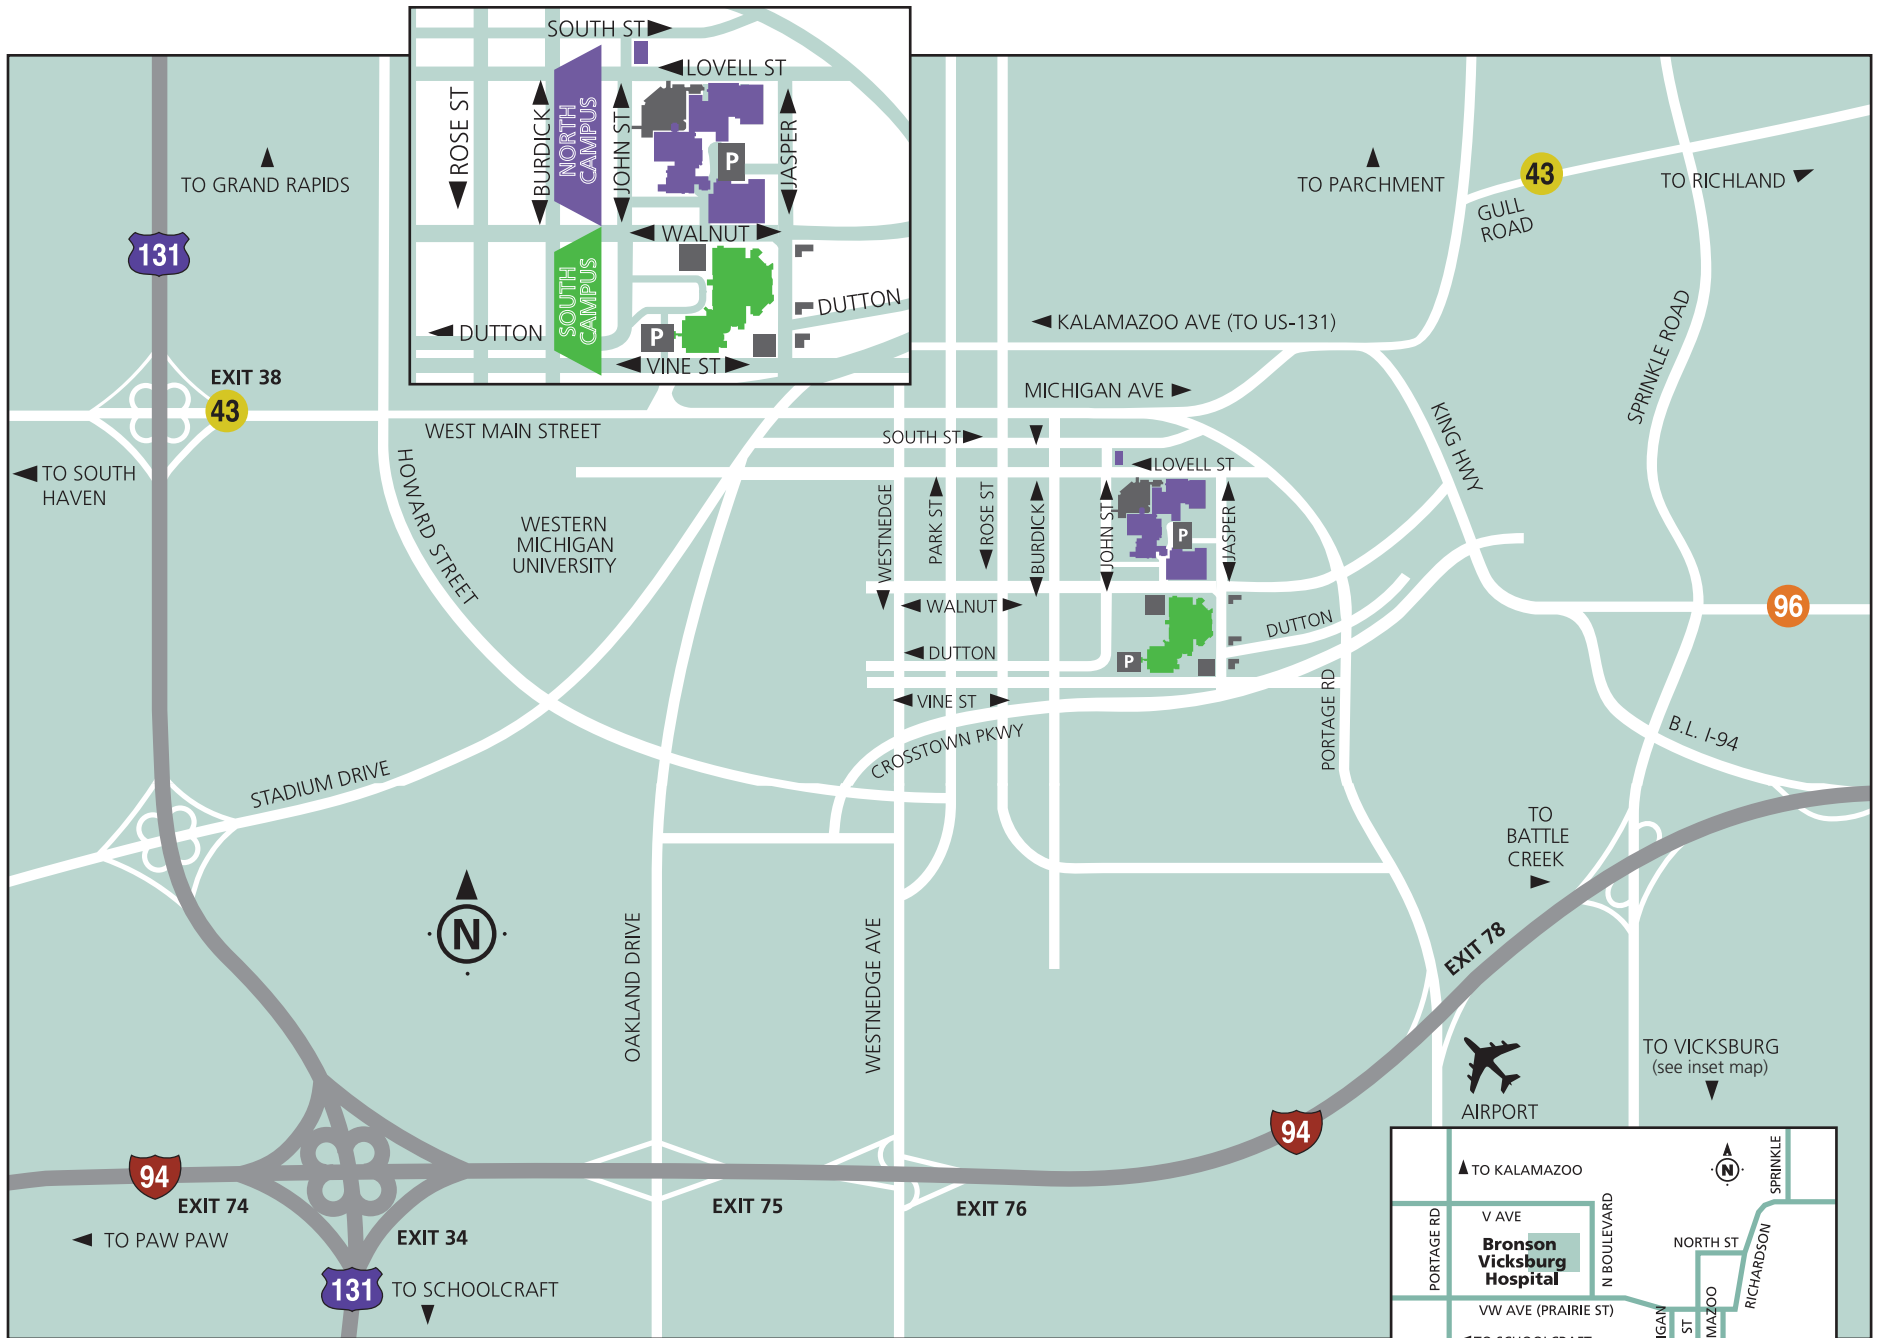 SOUTH ST
LOVELL ST
ROSE ST
BURDICK
NORTH
CAMPUS
JOHN ST
JASPER
P
WALNUT
SOUTH
CAMPUS
DUTTON
DUTTON
P
VINE ST
TO GRAND RAPIDS
131
TO PARCHMENT
43
TO RICHLAND
GULL
ROAD
SPRINKLE ROAD
KALAMAZOO AVE (TO US-131)
EXIT 38
43
MICHIGAN AVE
KING HWY
WEST MAIN STREET
SOUTH ST
LOVELL ST
TO SOUTH
HAVEN
HOWARD STREET
WESTERN
MICHIGAN
UNIVERSITY
WESTNEDGE
PARK ST
ROSE ST
BURDICK
JOHN ST
P
JASPER
WALNUT
96
DUTTON
DUTTON
P
VINE ST
PORTAGE RD
CROSSTOWN PKWY
B.L. I-94
STADIUM DRIVE
TO
BATTLE
CREEK
N
OAKLAND DRIVE
WESTNEDGE AVE
EXIT 78
TO VICKSBURG
(see inset map)
AIRPORT
94
94
EXIT 74
EXIT 75
EXIT 76
TO PAW PAW
EXIT 34
131
TO SCHOOLCRAFT
TO KALAMAZOO
N
SPRINKLE
PORTAGE RD
V AVE
N BOULEVARD
Bronson
Vicksburg
Hospital
NORTH ST
RICHARDSON
VW AVE (PRAIRIE ST)
ST